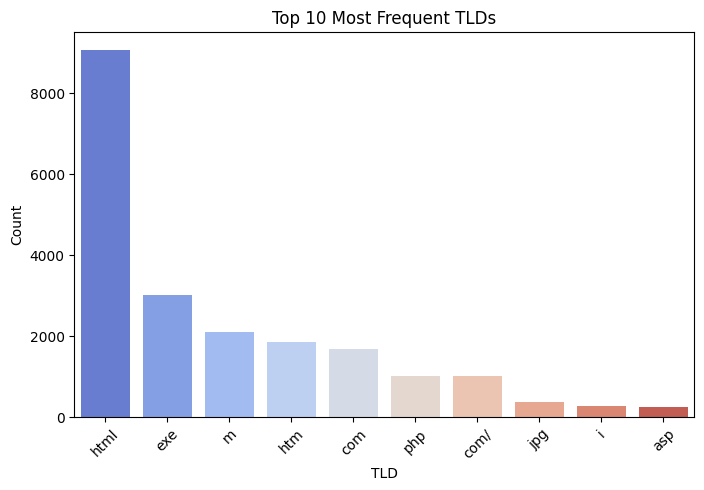 Top 10 Most Frequent TLDs
Count
8000
6000
4000
2000
0
html
exe
m
htm
com
php
com/
jpg
i
asp
TLD